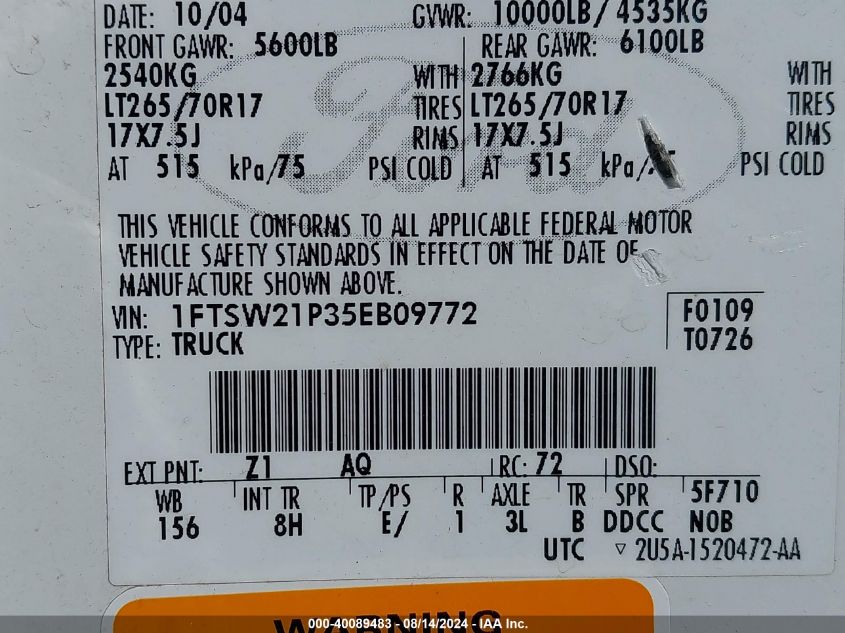 DATE: 10/04 GVWR: 10000LB/ 4535KG
FRONT GAWR: 5600LB REAR GAWR: 6100LB
2540KG WITH 2766KG WITH
LT265/70R17 TIRES LT265/70R17 TIRES
17X7.5J RIMS 17X7.5J RIMS
AT 515 kPa/75 PSI COLD AT 515 kPa/ PSI COLD
Ford
THIS VEHICLE CONFORMS TO ALL APPLICABLE FEDERAL MOTOR
VEHICLE SAFETY STANDARDS IN EFFECT ON THE DATE OF
MANUFACTURE SHOWN ABOVE.
VIN: 1FTSW21P35EB09772 F0109
TYPE: TRUCK T0726
EXT PNT: Z1 AQ RC: 72 DSO:
WB INT TR TP/PS R AXLE TR SPR 5F710
156 8H E/ 1 3L B DDCC NOB
UTC ▿ 2U5A-1520472-AA
WARNING
000-40089483 - 08/14/2024 - IAA Inc.